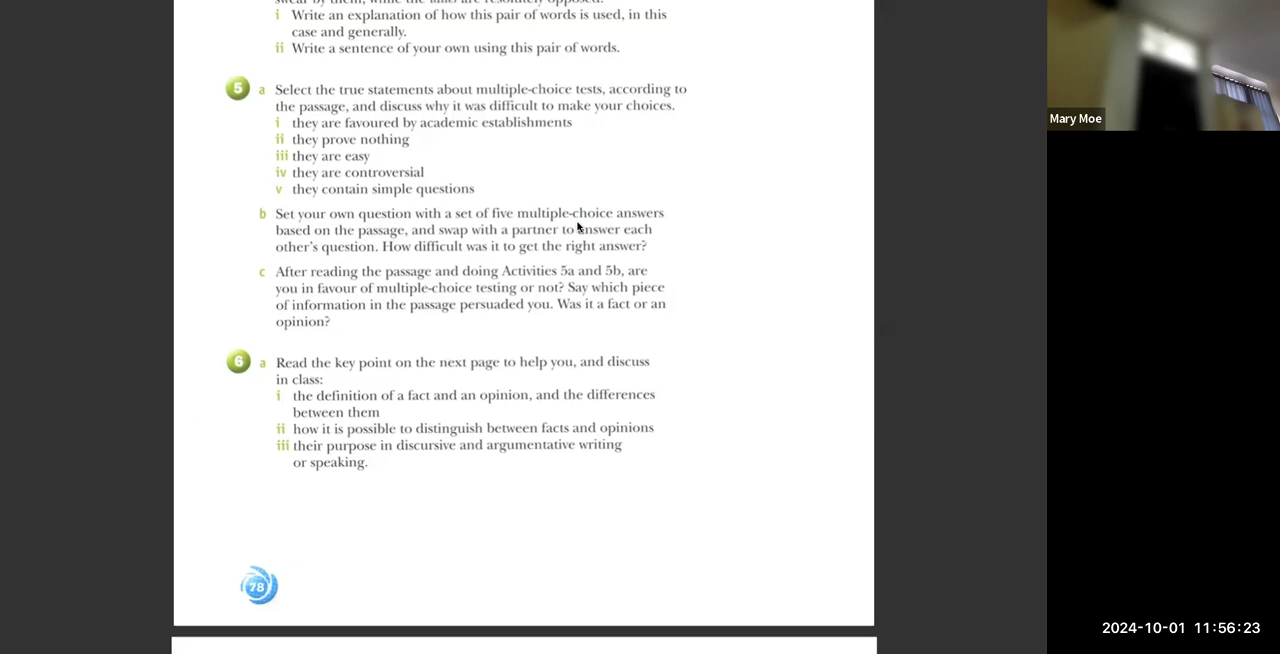 swear by them, while the talks are resolutely opposed.
i Write an explanation of how this pair of words is used, in this
case and generally.
ii Write a sentence of your own using this pair of words.
5 a Select the true statements about multiple-choice tests, according to
the passage, and discuss why it was difficult to make your choices.
i they are favoured by academic establishments
ii they prove nothing
iii they are easy
iv they are controversial
v they contain simple questions
b Set your own question with a set of five multiple-choice answers
based on the passage, and swap with a partner to answer each
other's question. How difficult was it to get the right answer?
c After reading the passage and doing Activities 5a and 5b, are
you in favour of multiple-choice testing or not? Say which piece
of information in the passage persuaded you. Was it a fact or an
opinion?
6 a Read the key point on the next page to help you, and discuss
in class:
i the definition of a fact and an opinion, and the differences
between them
ii how it is possible to distinguish between facts and opinions
iii their purpose in discursive and argumentative writing
or speaking.
78
Mary Moe
2024-10-01 11:56:23